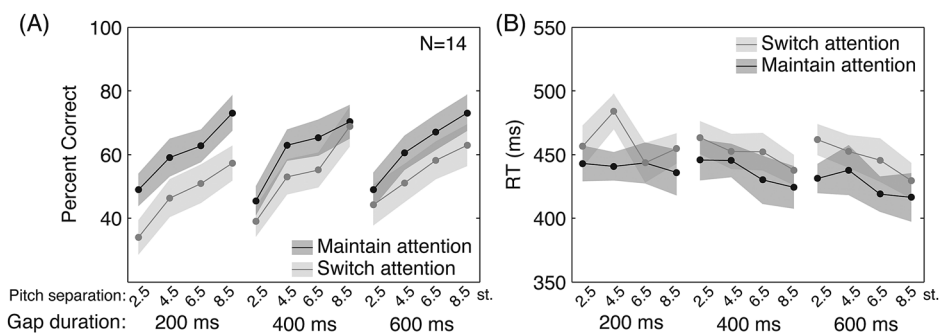 (A)
100
80
60
40
Percent Correct
N=14
Maintain attention
Switch attention
Pitch separation: 2.5 4.5 6.5 8.5 2.5 4.5 6.5 8.5 2.5 4.5 6.5 8.5 st.
Gap duration: 200 ms 400 ms 600 ms
(B)
550
500
450
400
350
RT (ms)
Switch attention
Maintain attention
2.5 4.5 6.5 8.5 2.5 4.5 6.5 8.5 2.5 4.5 6.5 8.5
200 ms 400 ms 600 ms